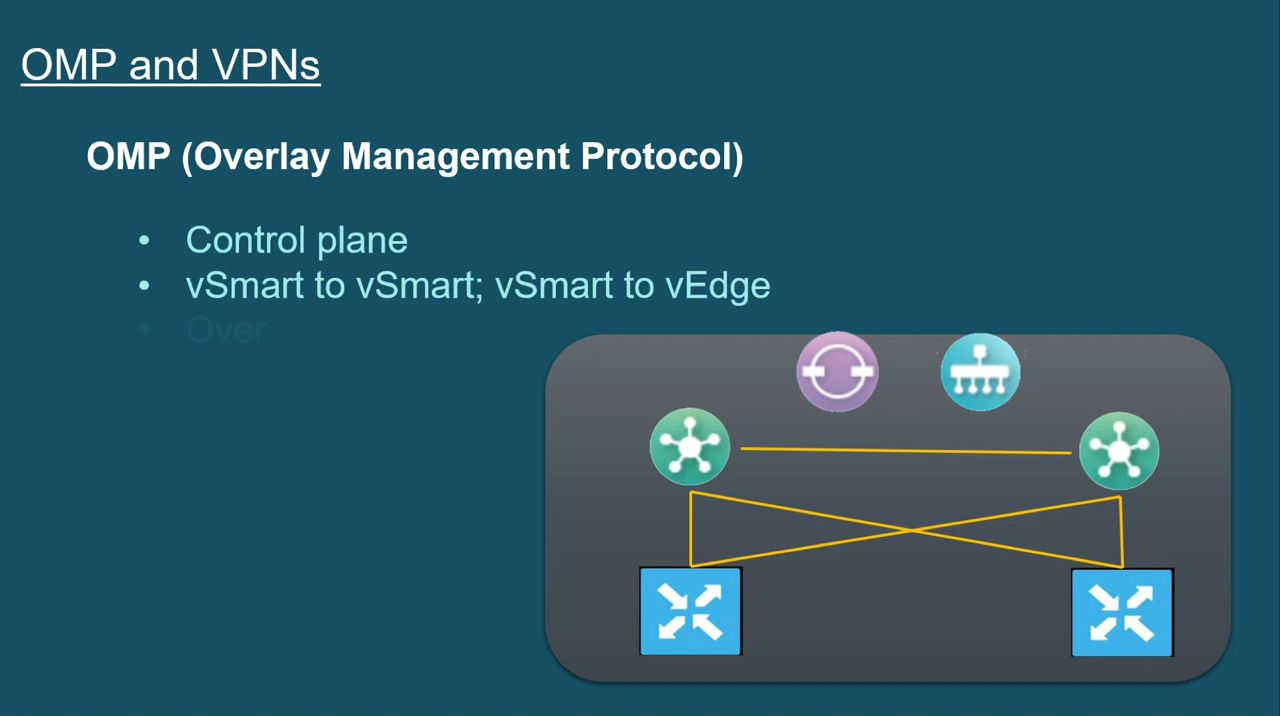 OMP and VPNs
OMP (Overlay Management Protocol)
• Control plane
• vSmart to vSmart; vSmart to vEdge
• Over